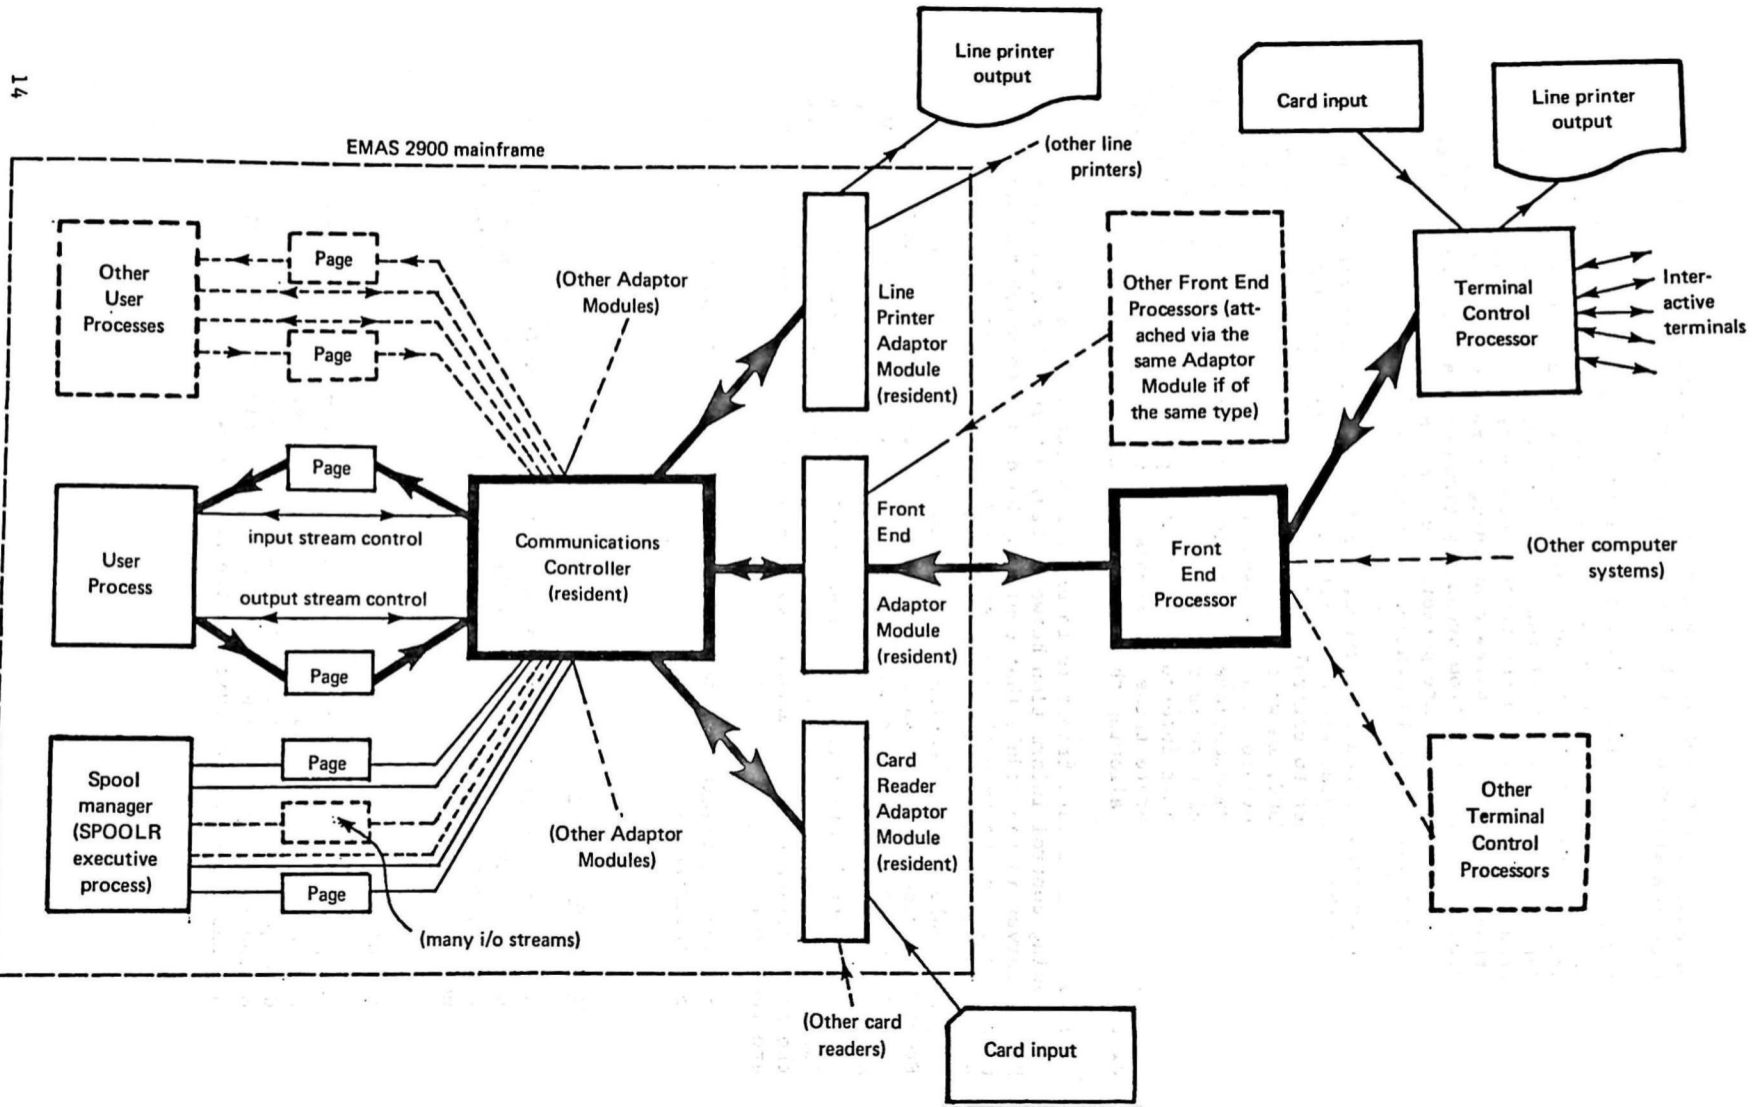 14
EMAS 2900 mainframe
Line printer
output
(other line
printers)
Card input
Line printer
output
Other
User
Processes
Page
Page
(Other Adaptor
Modules)
Line
Printer
Adaptor
Module
(resident)
Other Front End
Processors (att-
ached via the
same Adaptor
Module if of
the same type)
Terminal
Control
Processor
Inter-
active
terminals
User
Process
Page
input stream control
output stream control
Page
Communications
Controller
(resident)
Front
End
Adaptor
Module
(resident)
Front
End
Processor
(Other computer
systems)
Spool
manager
(SPOOLR
executive
process)
Page
Page
(many i/o streams)
(Other Adaptor
Modules)
Card
Reader
Adaptor
Module
(resident)
Other
Terminal
Control
Processors
(Other card
readers)
Card input